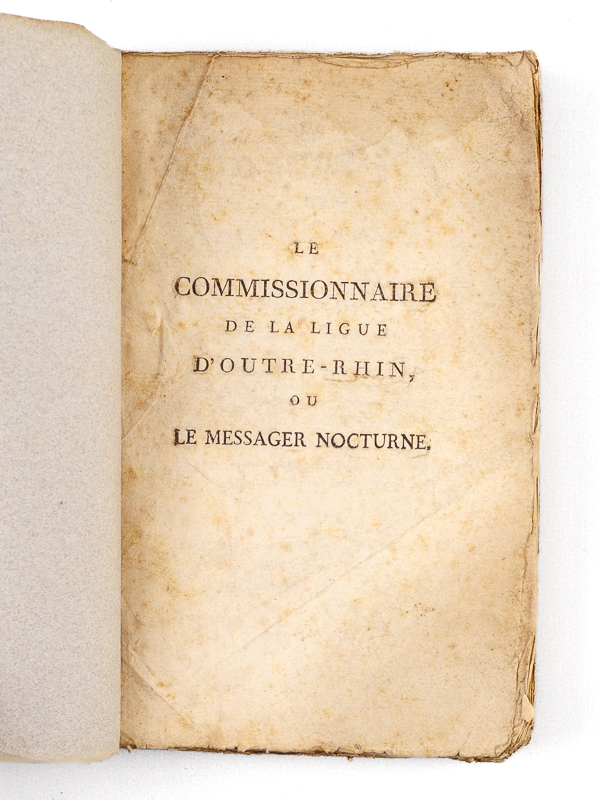 LE
COMMISSIONNAIRE
DE LA LIGUE
D'OUTRE-RHIN,
OU
LE MESSAGER NOCTURNE.